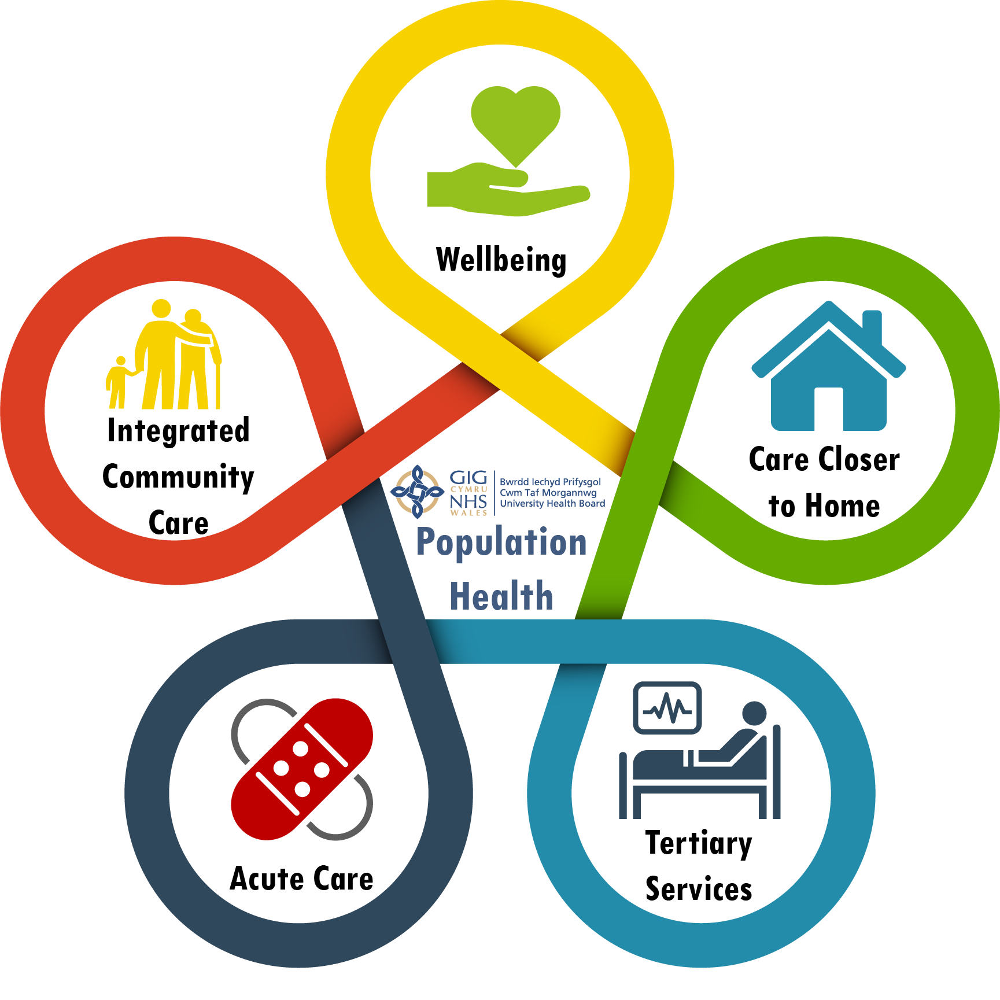 Wellbeing
Integrated
Community
Care
Care Closer
to Home
GIG
CYMRU
NHS
WALES
Bwrdd Iechyd Prifysgol
Cwm Taf Morgannwg
University Health Board
Population
Health
Acute Care
Tertiary
Services